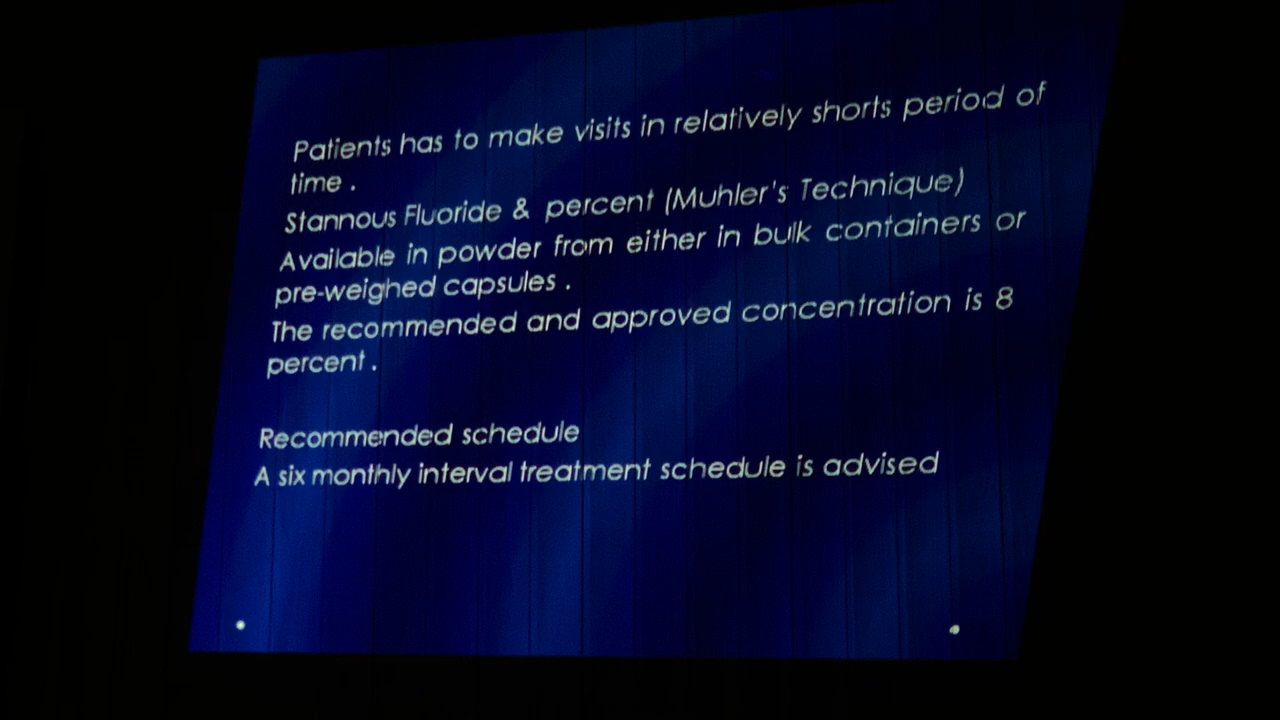 Patients has to make visits in relatively shorts period of
time .
Stannous Fluoride & percent (Muhler's Technique)
Available in powder from either in bulk containers or
pre-weighed capsules .
The recommended and approved concentration is 8
percent .
Recommended schedule
A six monthly interval treatment schedule is advised